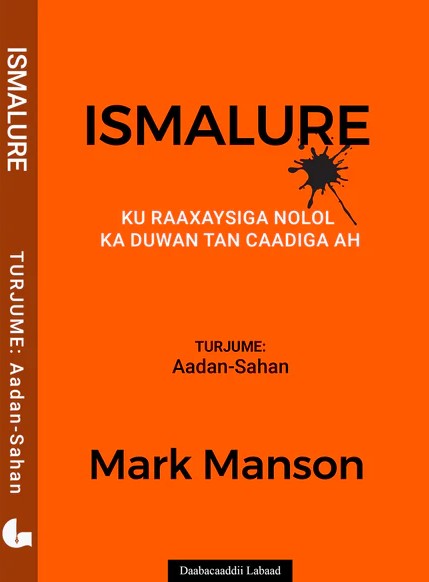 ISMALURE
TURJUME: Aadan-Sahan
ISMALURE
KU RAAXAYSIGA NOLOL
KA DUWAN TAN CAADIGA AH
TURJUME:
Aadan-Sahan
Mark Manson
Daabacaaddii Labaad